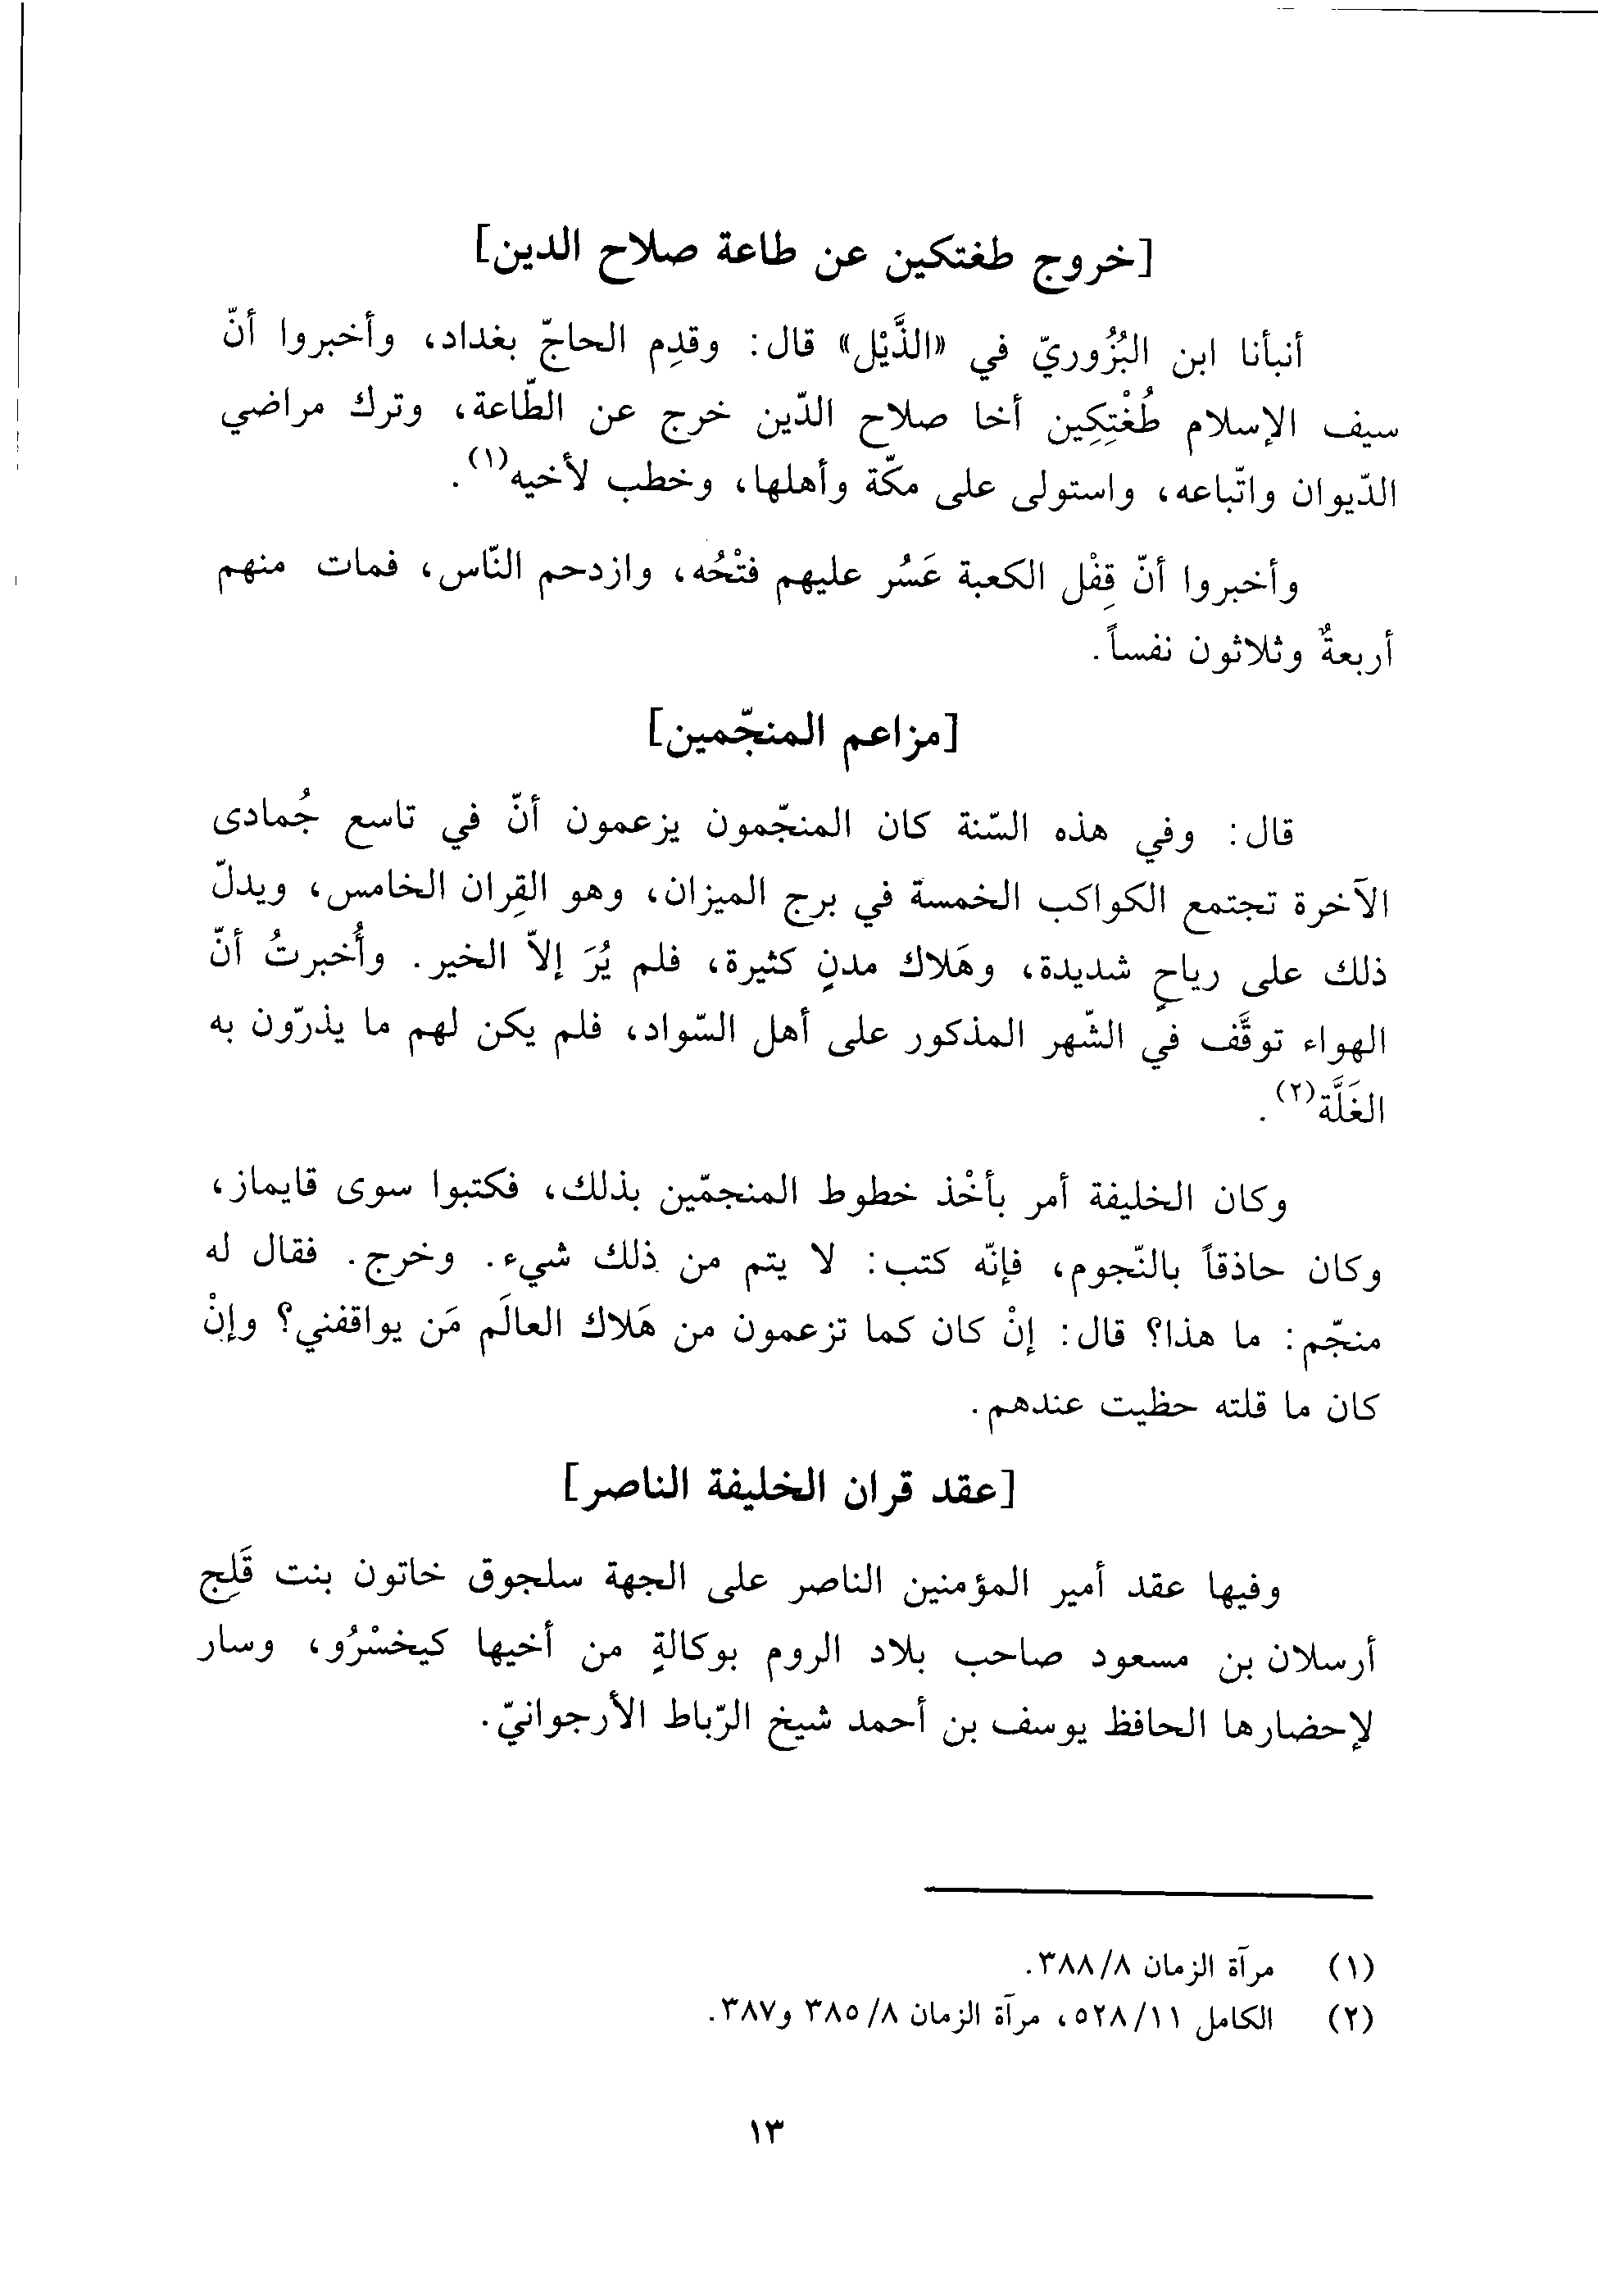 [خروج طغتكين عن طاعة صلاح الدين]
أنبأنا ابن البُزُوريّ في «الذَّيْل» قال: وقدِم الحاجّ بغداد، وأخبروا أنّ
سيف الإسلام طُغْتِكِين أخا صلاح الدّين خرج عن الطّاعة، وترك مراضي
الدّيوان واتّباعه، واستولى على مكّة وأهلها، وخطب لأخيه(١).
وأخبروا أنّ قِفْل الكعبة عَسُر عليهم فتْحُه، وازدحم النّاس، فمات منهم
أربعةٌ وثلاثون نفساً.
[مزاعم المنجّمين]
قال: وفي هذه السّنة كان المنجّمون يزعمون أنّ في تاسع جُمادى
الآخرة تجتمع الكواكب الخمسة في برج الميزان، وهو القِران الخامس، ويدلّ
ذلك على رياحٍ شديدة، وهَلاك مدنٍ كثيرة، فلم يُرَ إلاّ الخير. وأُخبرتُ أنّ
الهواء توقَّف في الشّهر المذكور على أهل السّواد، فلم يكن لهم ما يذرّون به
الغَلَّة(٢).
وكان الخليفة أمر بأخْذ خطوط المنجمّين بذلك، فكتبوا سوى قايماز،
وكان حاذقاً بالنّجوم، فإنّه كتب: لا يتم من ذلك شيء. وخرج. فقال له
منجّم: ما هذا؟ قال: إنْ كان كما تزعمون من هَلاك العالَم مَن يواقفني؟ وإنْ
كان ما قلته حظيت عندهم.
[عقد قران الخليفة الناصر]
وفيها عقد أمير المؤمنين الناصر على الجهة سلجوق خاتون بنت قَلِج
أرسلان بن مسعود صاحب بلاد الروم بوكالةٍ من أخيها كيخسْرُو، وسار
لإحضارها الحافظ يوسف بن أحمد شيخ الرّباط الأرجوانيّ.
(١) مرآة الزمان ٣٨٨/٨.
(٢) الكامل ٥٢٨/١١، مرآة الزمان ٣٨٥/٨ و٣٨٧.
١٣